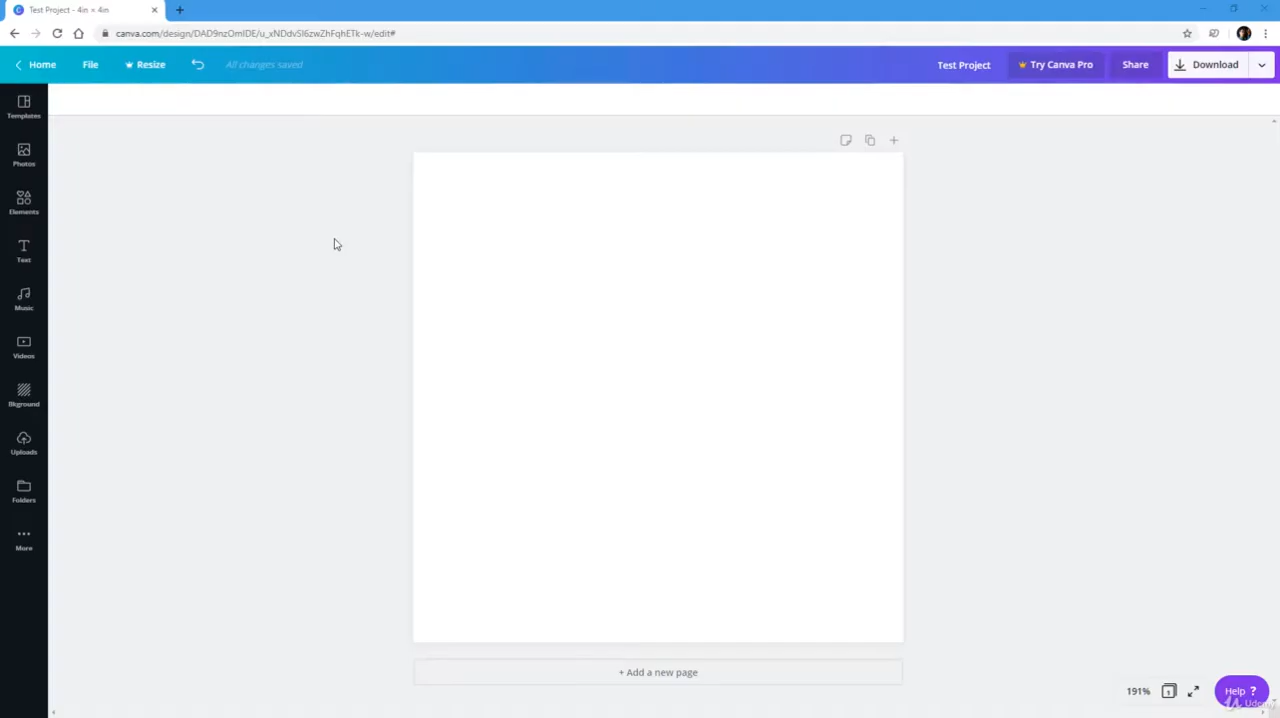 Test Project - 4in × 4in
canva.com/design/DAD9nzOmIDE/u_xNDdvSI6zwZhFqhETk-w/edit#
Home File Resize All changes saved Test Project Try Canva Pro Share Download
Templates
Photos
Elements
Text
Music
Videos
Bkground
Uploads
Folders
More
+ Add a new page
191% 1 Help ?
Udemy